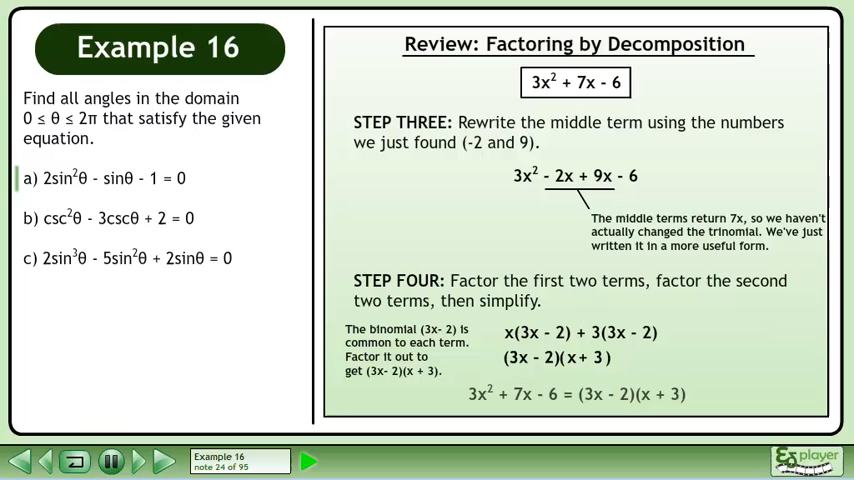 Example 16
Find all angles in the domain
0 ≤ θ ≤ 2π that satisfy the given
equation.
a) 2sin²θ - sinθ - 1 = 0
b) csc²θ - 3cscθ + 2 = 0
c) 2sin³θ - 5sin²θ + 2sinθ = 0
Review: Factoring by Decomposition
3x² + 7x - 6
STEP THREE: Rewrite the middle term using the numbers
we just found (-2 and 9).
3x² - 2x + 9x - 6
The middle terms return 7x, so we haven't
actually changed the trinomial. We've just
written it in a more useful form.
STEP FOUR: Factor the first two terms, factor the second
two terms, then simplify.
The binomial (3x- 2) is
common to each term.
Factor it out to
get (3x- 2)(x + 3).
x(3x - 2) + 3(3x - 2)
(3x - 2)(x + 3)
3x² + 7x - 6 = (3x - 2)(x + 3)
Example 16
note 24 of 95
player